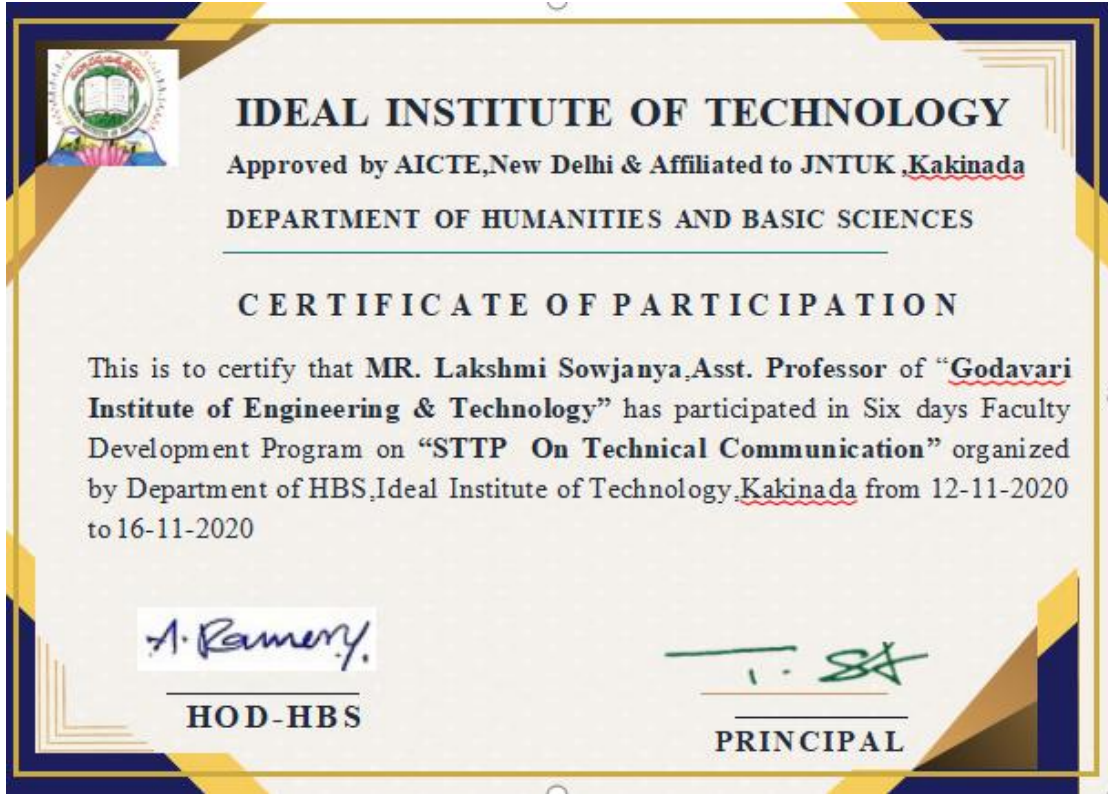 IDEAL INSTITUTE OF TECHNOLOGY
Approved by AICTE,New Delhi & Affiliated to JNTUK ,Kakinada
DEPARTMENT OF HUMANITIES AND BASIC SCIENCES
CERTIFICATE OF PARTICIPATION
This is to certify that MR. Lakshmi Sowjanya,Asst. Professor of “Godavari
Institute of Engineering & Technology” has participated in Six days Faculty
Development Program on “STTP On Technical Communication” organized
by Department of HBS,Ideal Institute of Technology,Kakinada from 12-11-2020
to 16-11-2020
HOD-HBS
PRINCIPAL